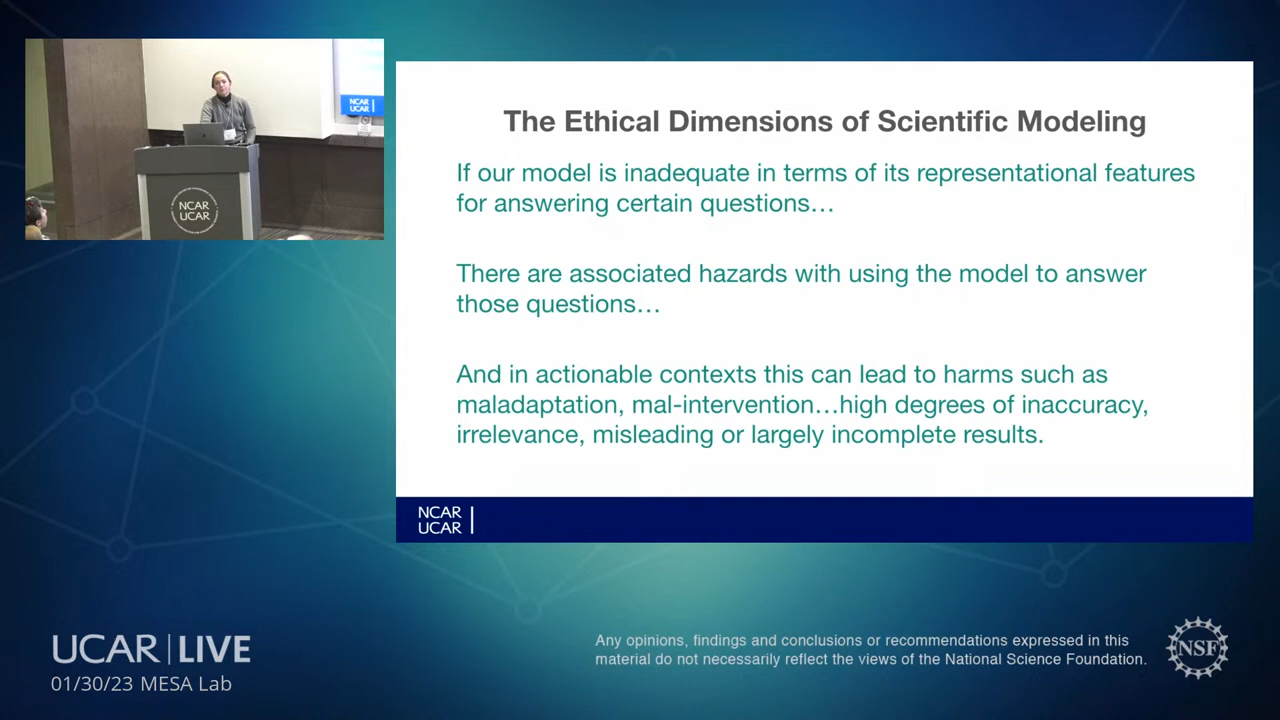 NCAR
UCAR
NCAR
UCAR
The Ethical Dimensions of Scientific Modeling
If our model is inadequate in terms of its representational features
for answering certain questions…
There are associated hazards with using the model to answer
those questions…
And in actionable contexts this can lead to harms such as
maladaptation, mal-intervention…high degrees of inaccuracy,
irrelevance, misleading or largely incomplete results.
NCAR
UCAR
UCAR | LIVE
01/30/23 MESA Lab
Any opinions, findings and conclusions or recommendations expressed in this
material do not necessarily reflect the views of the National Science Foundation.
NSF